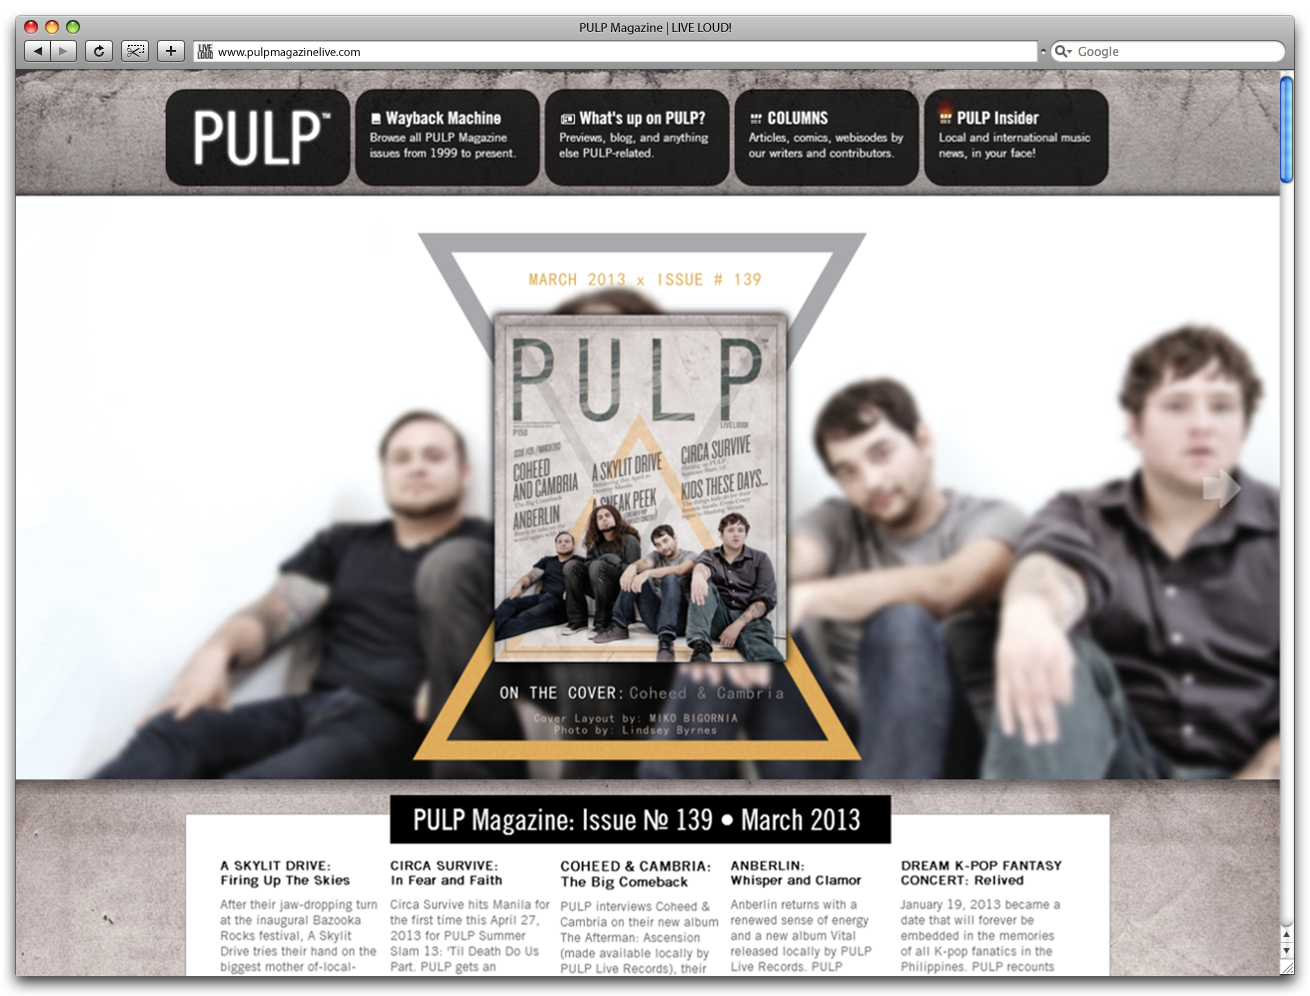 PULP Magazine | LIVE LOUD!
LIVE LOUD
www.pulpmagazinelive.com
Google
PULP™
Wayback Machine
Browse all PULP Magazine
issues from 1999 to present.
What's up on PULP?
Previews, blog, and anything
else PULP-related.
COLUMNS
Articles, comics, webisodes by
our writers and contributors.
PULP Insider
Local and international music
news, in your face!
MARCH 2013 x ISSUE # 139
PULP
LIVELOUD!
P150
COHEED
AND CAMBRIA
The Big Comeback
ANBERLIN
A SKYLIT DRIVE
A SNEAK PEEK
CIRCA SURVIVE
KIDS THESE DAYS...
ON THE COVER: Coheed & Cambria
Cover Layout by: MIKO BIGORNIA
Photo by: Lindsey Byrnes
PULP Magazine: Issue № 139 • March 2013
A SKYLIT DRIVE:
Firing Up The Skies
After their jaw-dropping turn
at the inaugural Bazooka
Rocks festival, A Skylit
Drive tries their hand on the
biggest mother of-local-
CIRCA SURVIVE:
In Fear and Faith
Circa Survive hits Manila for
the first time this April 27,
2013 for PULP Summer
Slam 13: 'Til Death Do Us
Part. PULP gets an
COHEED & CAMBRIA:
The Big Comeback
PULP interviews Coheed &
Cambria on their new album
The Afterman: Ascension
(made available locally by
PULP Live Records), their
ANBERLIN:
Whisper and Clamor
Anberlin returns with a
renewed sense of energy
and a new album Vital
released locally by PULP
Live Records. PULP
DREAM K-POP FANTASY
CONCERT: Relived
January 19, 2013 became a
date that will forever be
embedded in the memories
of all K-pop fanatics in the
Philippines. PULP recounts